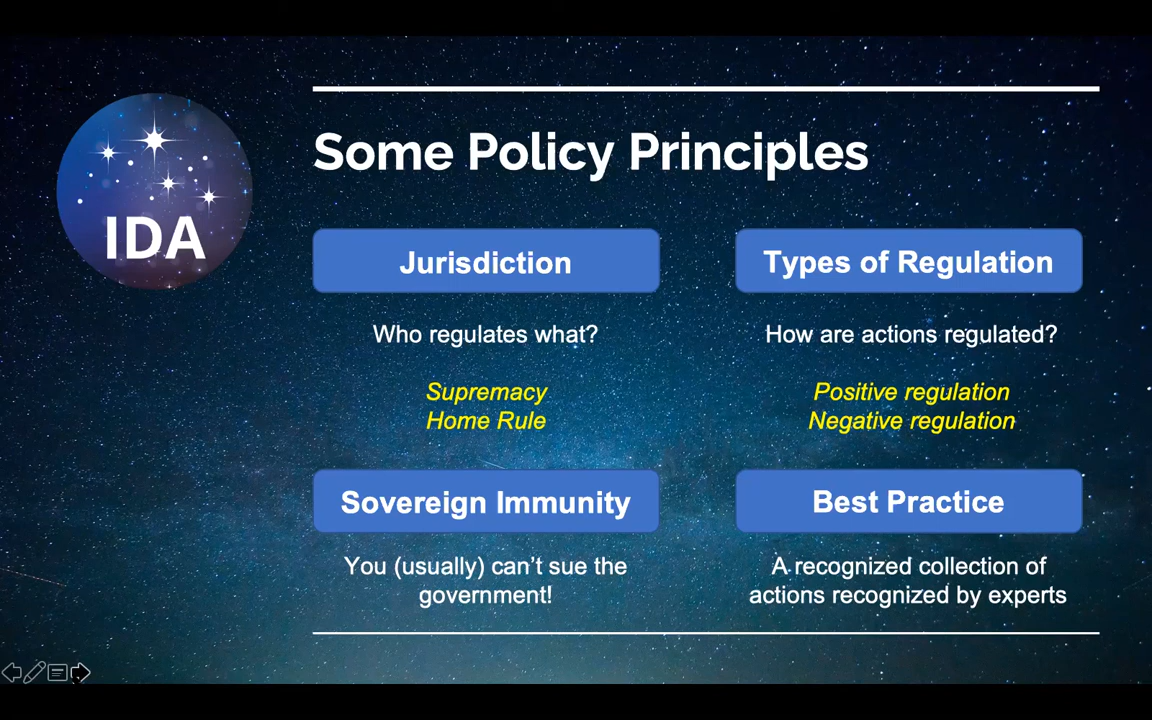 IDA
Some Policy Principles
Jurisdiction
Who regulates what?
Supremacy
Home Rule
Types of Regulation
How are actions regulated?
Positive regulation
Negative regulation
Sovereign Immunity
You (usually) can’t sue the
government!
Best Practice
A recognized collection of
actions recognized by experts